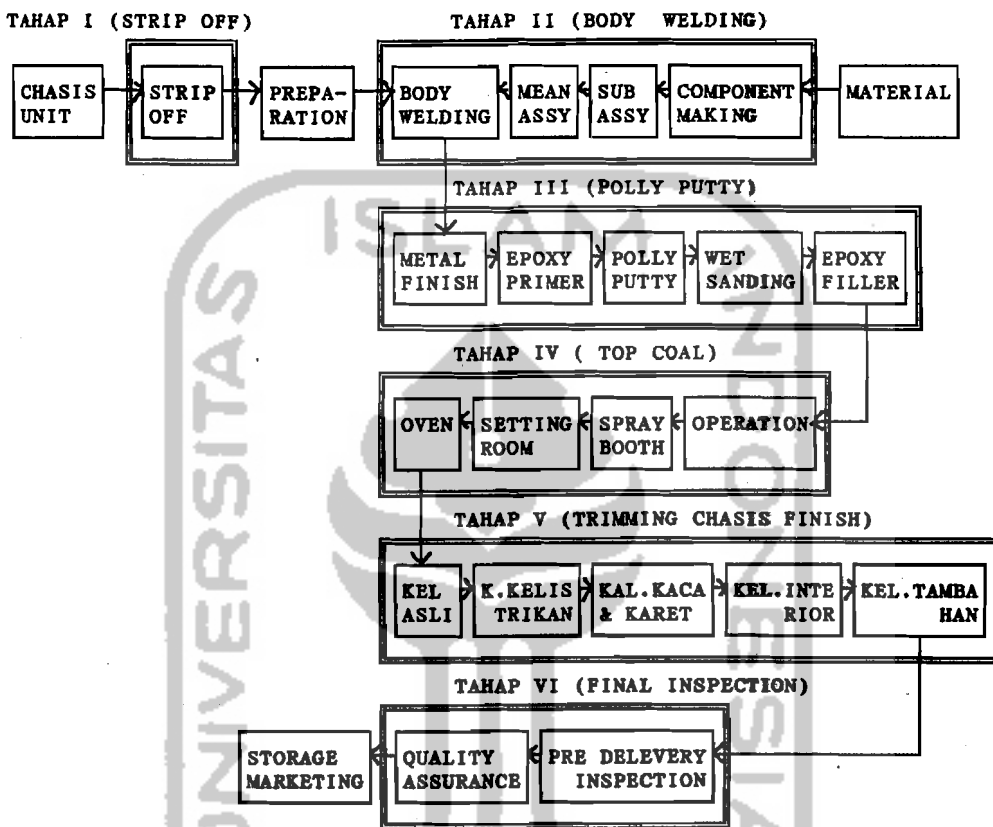 TAHAP I (STRIP OFF)
TAHAP II (BODY WELDING)
CHASIS
UNIT
STRIP
OFF
PREPA-
RATION
BODY
WELDING
MEAN
ASSY
SUB
ASSY
COMPONENT
MAKING
MATERIAL
TAHAP III (POLLY PUTTY)
METAL
FINISH
EPOXY
PRIMER
POLLY
PUTTY
WET
SANDING
EPOXY
FILLER
TAHAP IV ( TOP COAL)
OVEN
SETTING
ROOM
SPRAY
BOOTH
OPERATION
TAHAP V (TRIMMING CHASIS FINISH)
KEL
ASLI
K.KELIS
TRIKAN
KAL.KACA
& KARET
KEL.INTE
RIOR
KEL.TAMBA
HAN
TAHAP VI (FINAL INSPECTION)
STORAGE
MARKETING
QUALITY
ASSURANCE
PRE DELEVERY
INSPECTION
UNIVERSITAS
ISLAM
INDONESIA